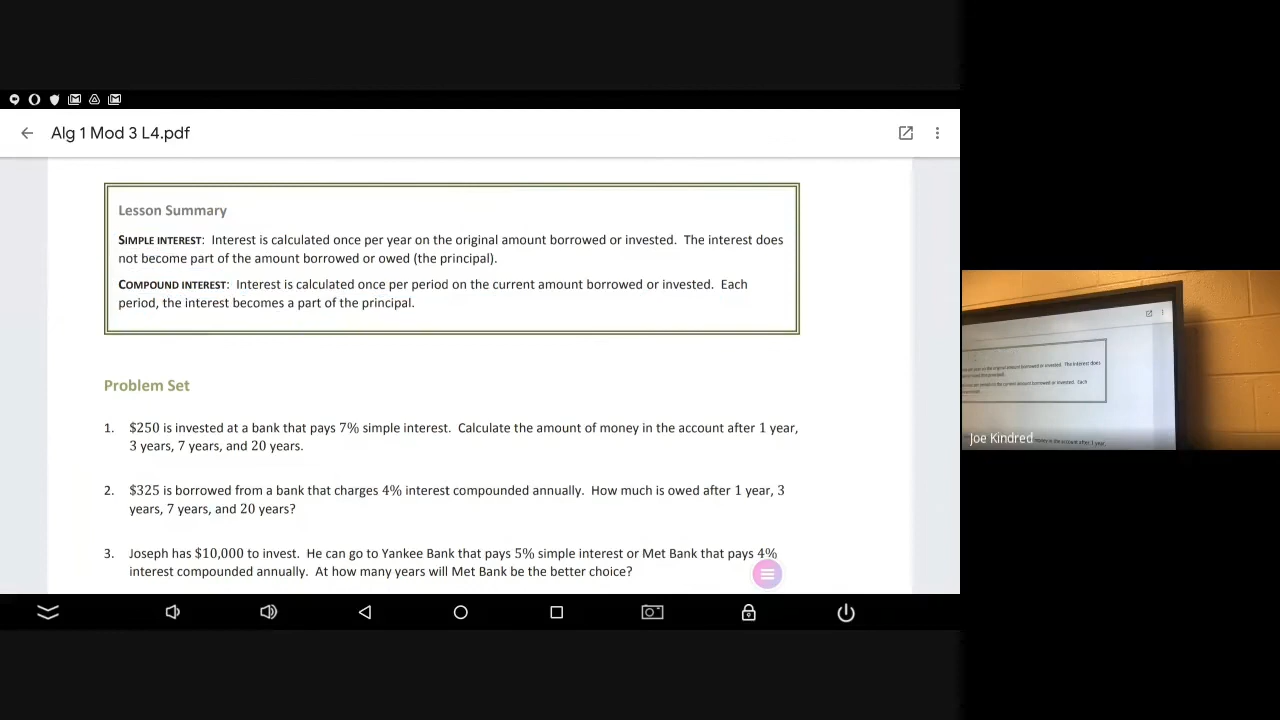 Alg 1 Mod 3 L4.pdf
Lesson Summary
SIMPLE INTEREST: Interest is calculated once per year on the original amount borrowed or invested. The interest does
not become part of the amount borrowed or owed (the principal).
COMPOUND INTEREST: Interest is calculated once per period on the current amount borrowed or invested. Each
period, the interest becomes a part of the principal.
Problem Set
1. $250 is invested at a bank that pays 7% simple interest. Calculate the amount of money in the account after 1 year,
3 years, 7 years, and 20 years.
2. $325 is borrowed from a bank that charges 4% interest compounded annually. How much is owed after 1 year, 3
years, 7 years, and 20 years?
3. Joseph has $10,000 to invest. He can go to Yankee Bank that pays 5% simple interest or Met Bank that pays 4%
interest compounded annually. At how many years will Met Bank be the better choice?
Joe Kindred